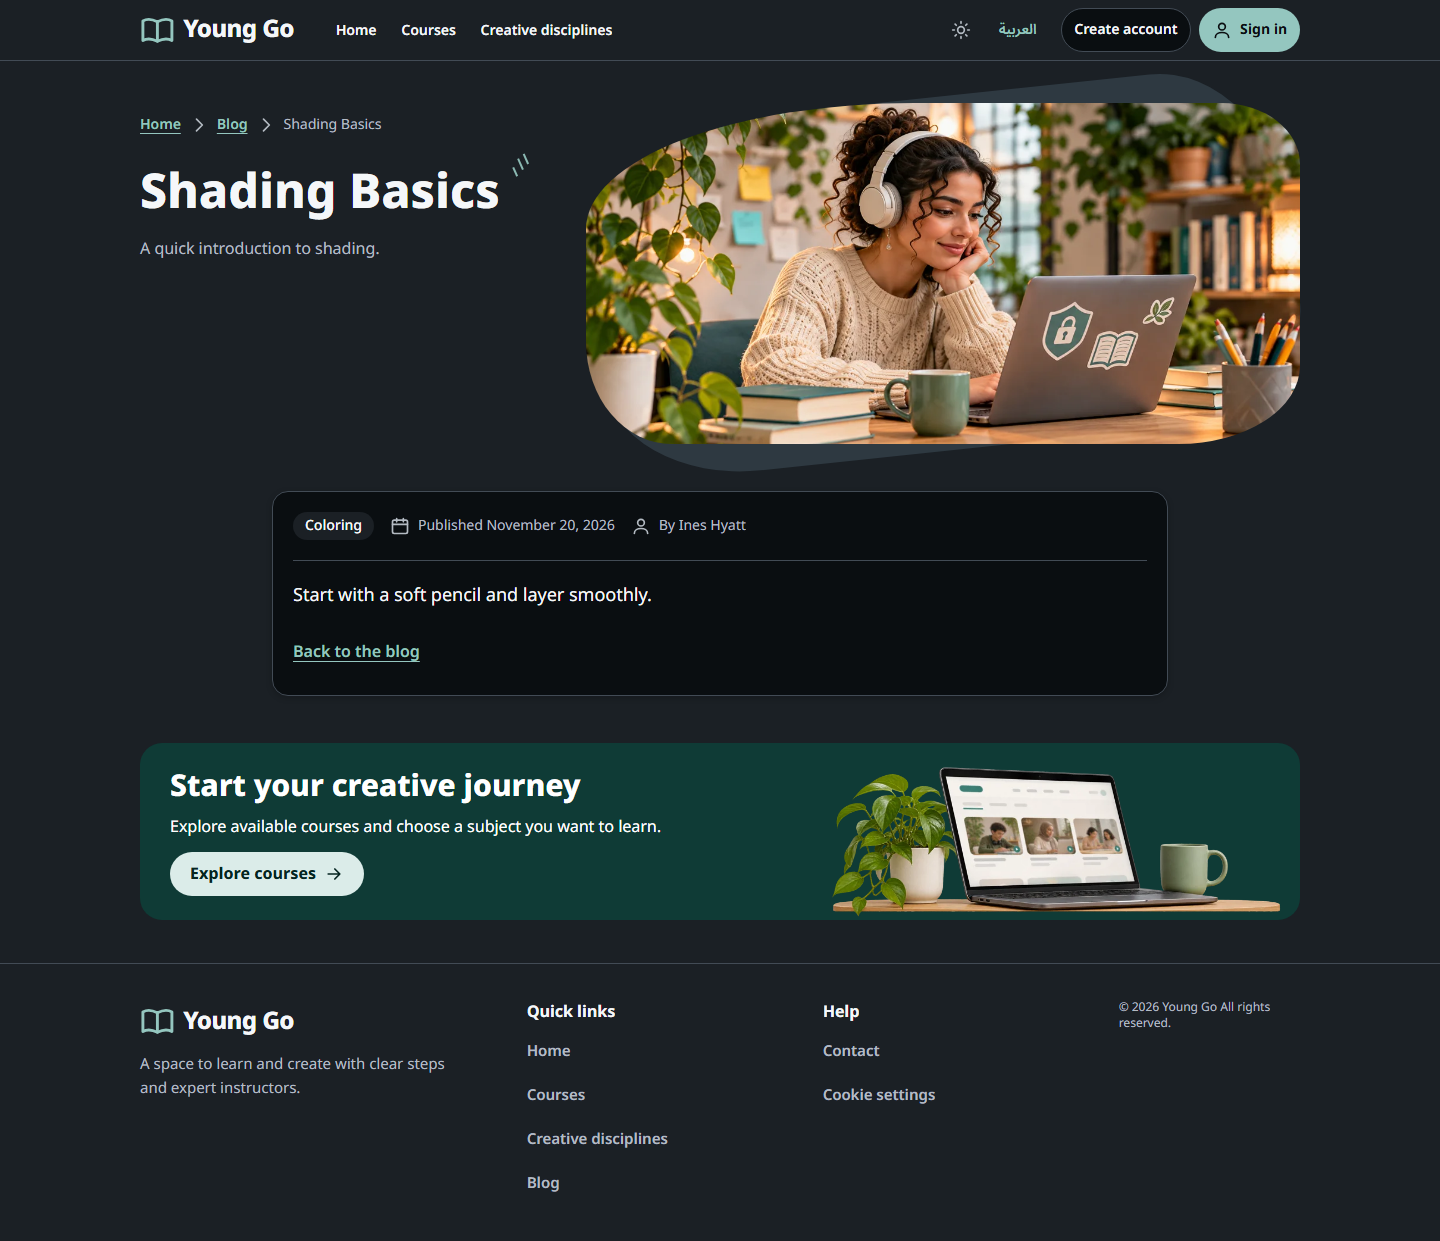 Young Go
Home
Courses
Creative disciplines
العربية
Create account
Sign in
Home
Blog
Shading Basics
Shading Basics
A quick introduction to shading.
Coloring
Published November 20, 2026
By Ines Hyatt
Start with a soft pencil and layer smoothly.
Back to the blog
Start your creative journey
Explore available courses and choose a subject you want to learn.
Explore courses
Young Go
A space to learn and create with clear steps
and expert instructors.
Quick links
Home
Courses
Creative disciplines
Blog
Help
Contact
Cookie settings
© 2026 Young Go All rights
reserved.